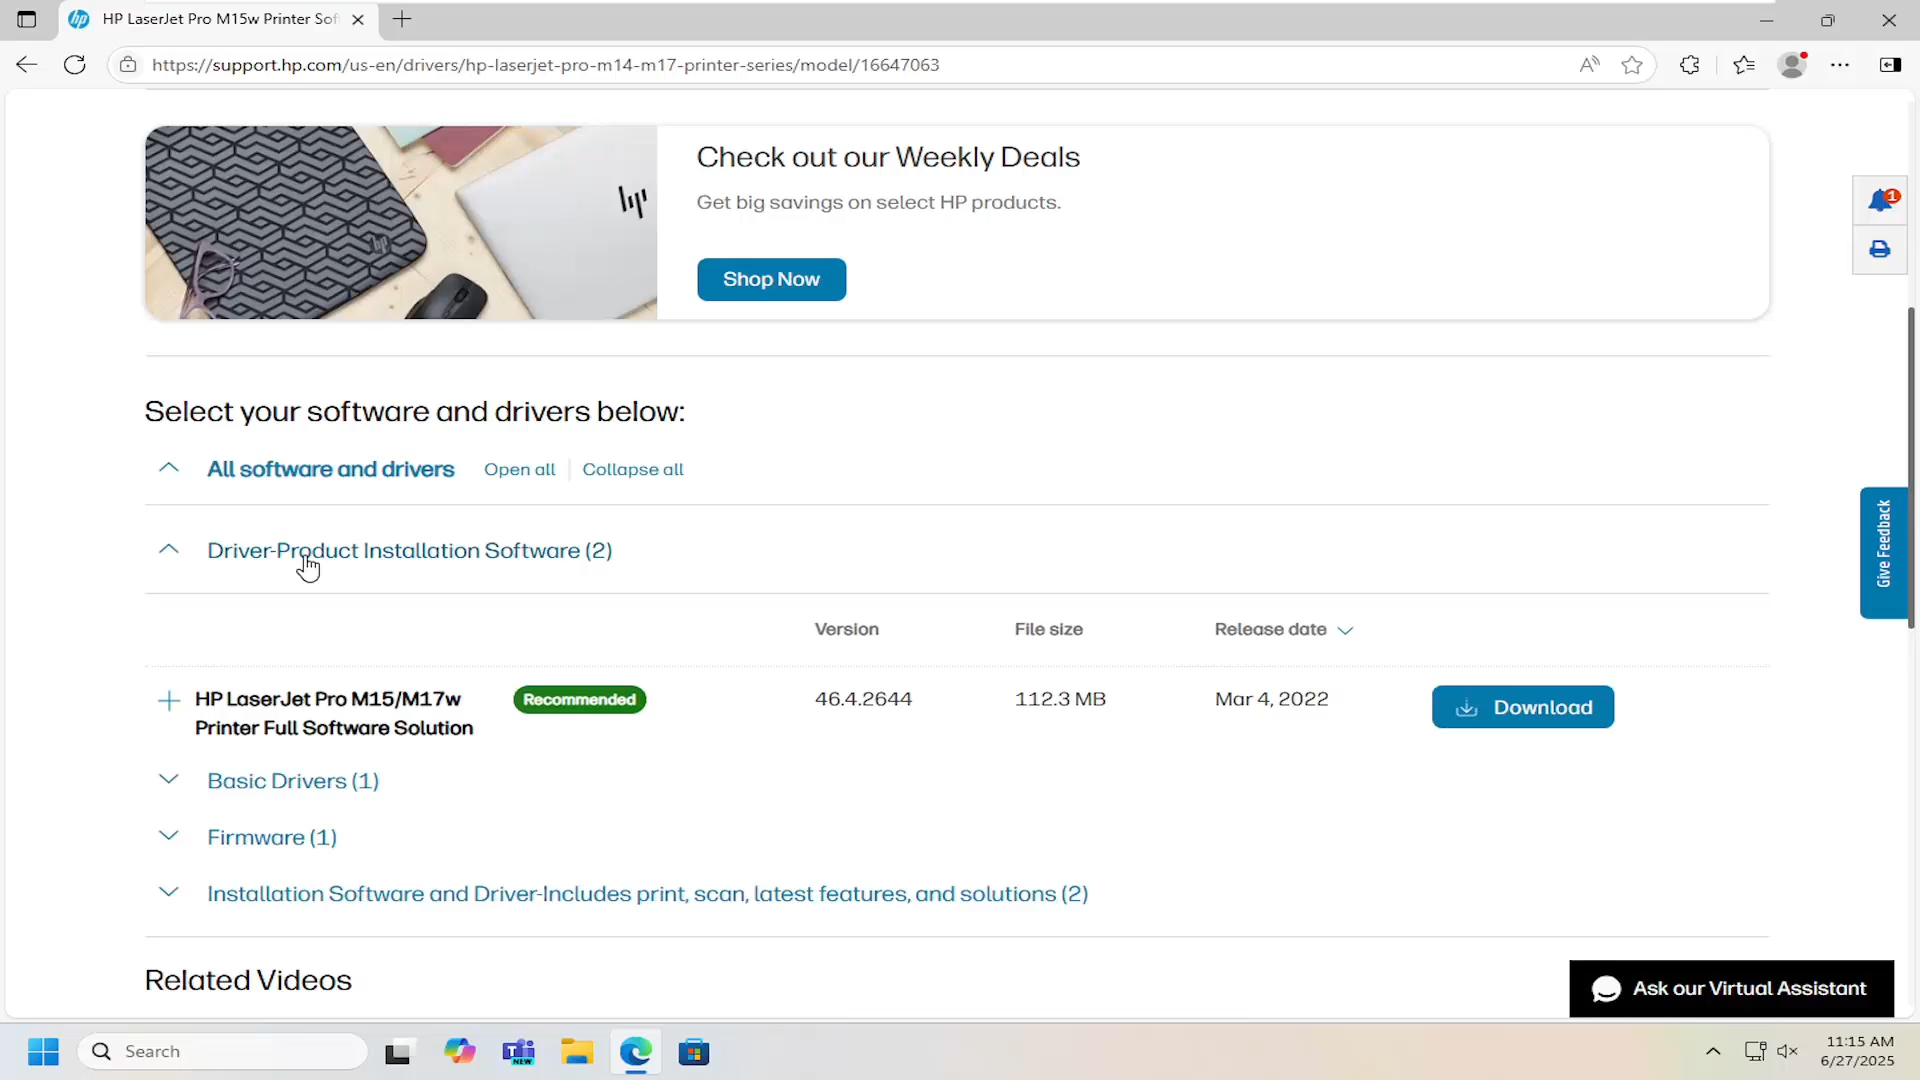 HP LaserJet Pro M15w Printer Sof
https://support.hp.com/us-en/drivers/hp-laserjet-pro-m14-m17-printer-series/model/16647063
Check out our Weekly Deals
Get big savings on select HP products.
Shop Now
1
Select your software and drivers below:
All software and drivers Open all Collapse all
Give Feedback
Driver-Product Installation Software (2)
Version File size Release date
HP LaserJet Pro M15/M17w
Printer Full Software Solution
Recommended 46.4.2644 112.3 MB Mar 4, 2022 Download
Basic Drivers (1)
Firmware (1)
Installation Software and Driver-Includes print, scan, latest features, and solutions (2)
Related Videos
Ask our Virtual Assistant
Search
NEW
11:15 AM
6/27/2025